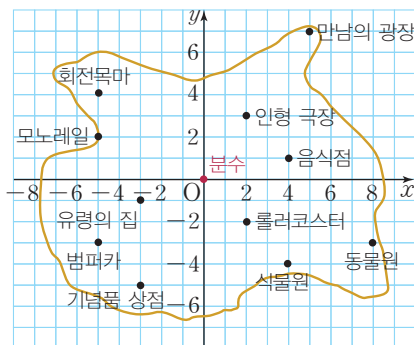 y
만남의 광장
6
회전목마
4
인형 극장
모노레일
2
음식점
분수
−8 −6 −4 −2 O 2 4 6 8 x
유령의 집
−2
롤러코스터
범퍼카
−4
동물원
식물원
기념품 상점
−6